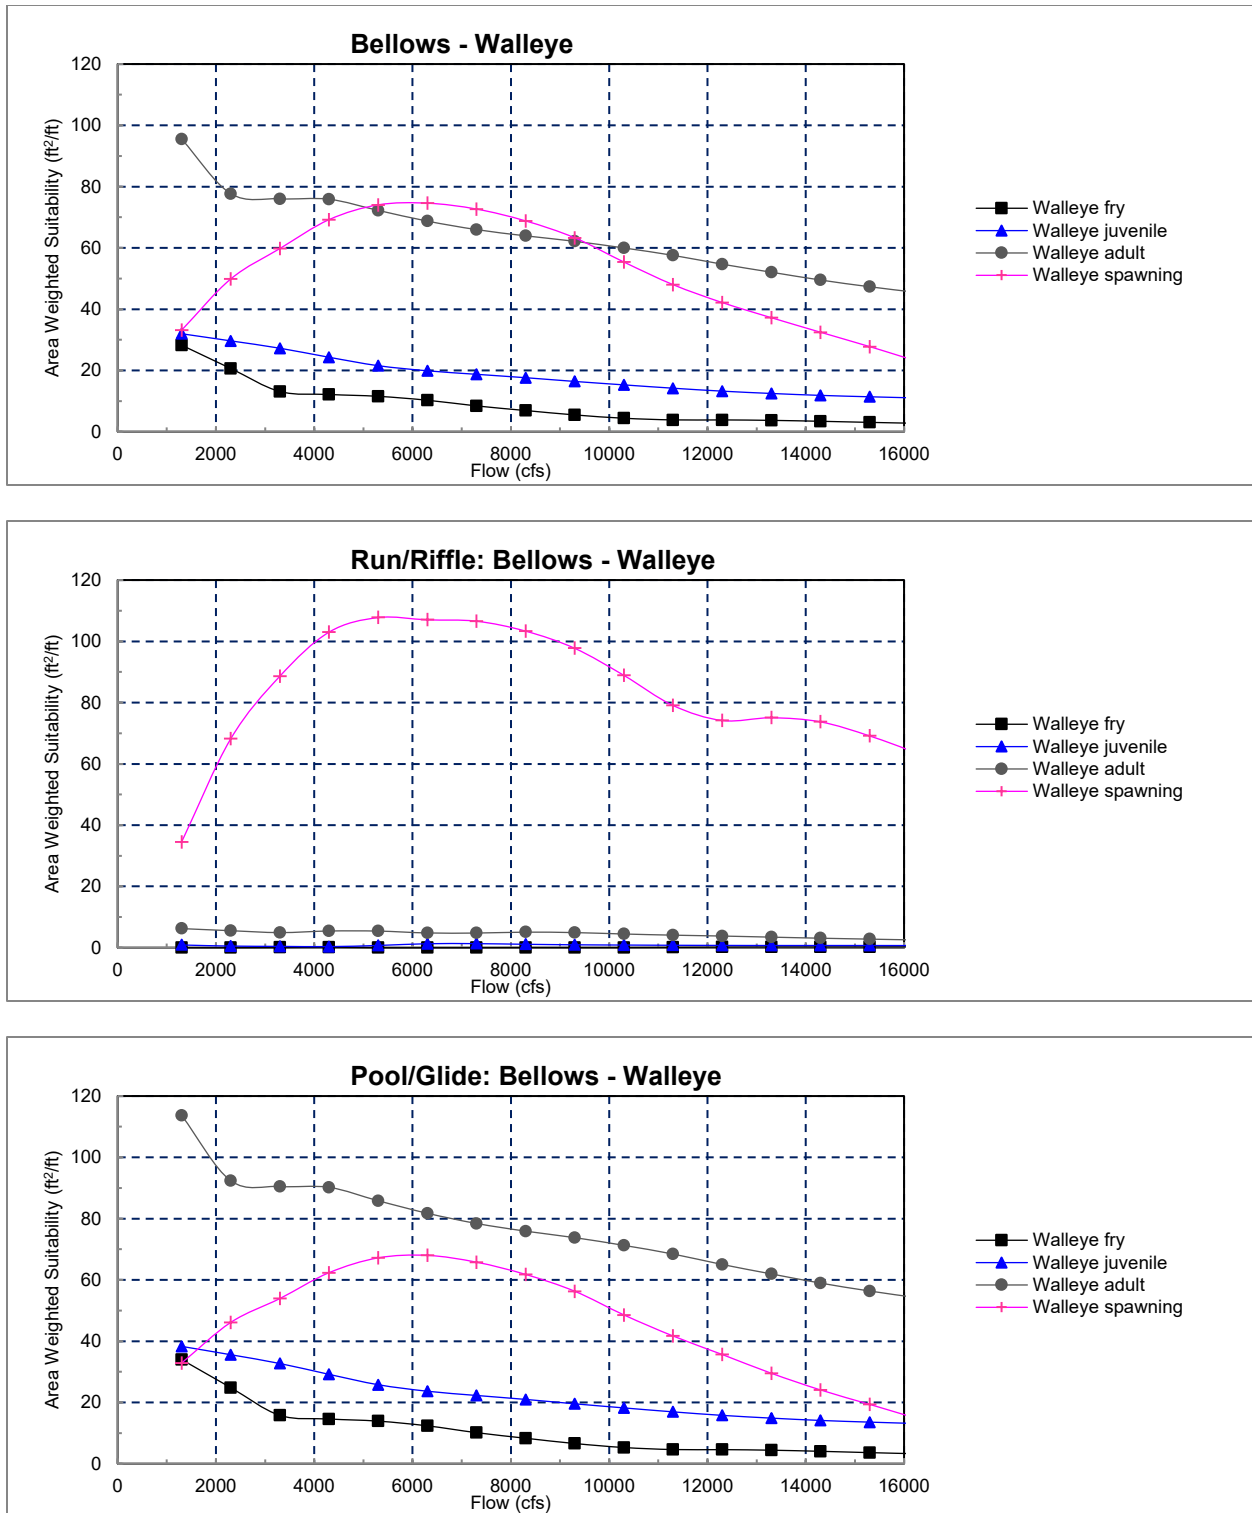 Bellows - Walleye
120
100
80
60
40
20
0
Area Weighted Suitability (ft²/ft)
0 2000 4000 6000 8000 10000 12000 14000 16000
Flow (cfs)
Walleye fry
Walleye juvenile
Walleye adult
Walleye spawning
Run/Riffle: Bellows - Walleye
120
100
80
60
40
20
0
Area Weighted Suitability (ft²/ft)
0 2000 4000 6000 8000 10000 12000 14000 16000
Flow (cfs)
Walleye fry
Walleye juvenile
Walleye adult
Walleye spawning
Pool/Glide: Bellows - Walleye
120
100
80
60
40
20
0
Area Weighted Suitability (ft²/ft)
0 2000 4000 6000 8000 10000 12000 14000 16000
Flow (cfs)
Walleye fry
Walleye juvenile
Walleye adult
Walleye spawning